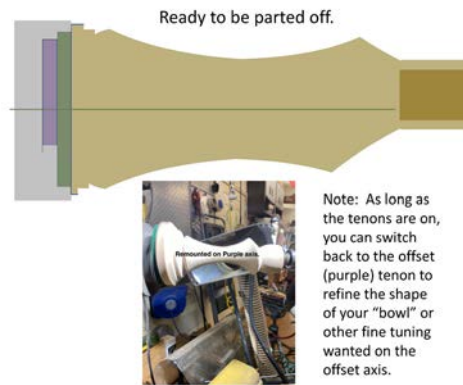 Ready to be parted off.
Remounted on Purple axis.
Note: As long as
the tenons are on,
you can switch
back to the offset
(purple) tenon to
refine the shape
of your “bowl” or
other fine tuning
wanted on the
offset axis.